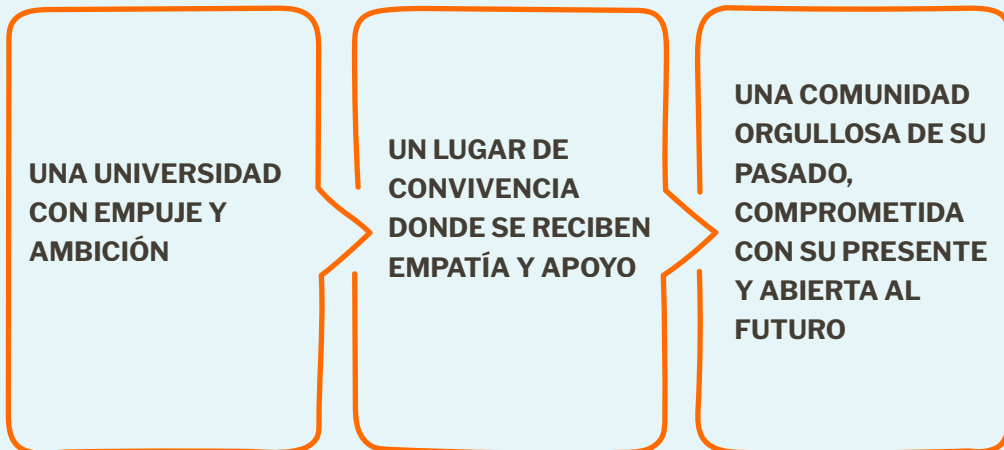 UNA UNIVERSIDAD
CON EMPUJE Y
AMBICIÓN
UN LUGAR DE
CONVIVENCIA
DONDE SE RECIBEN
EMPATÍA Y APOYO
UNA COMUNIDAD
ORGULLOSA DE SU
PASADO,
COMPROMETIDA
CON SU PRESENTE
Y ABIERTA AL
FUTURO